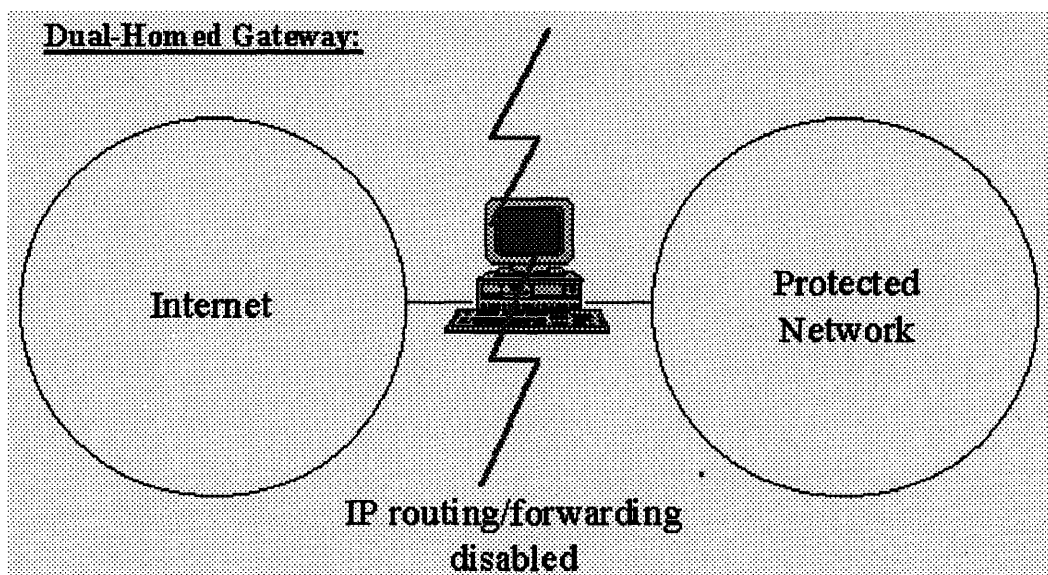 Dual-Homed Gateway:
Internet
Protected
Network
IP routing/forwarding
disabled